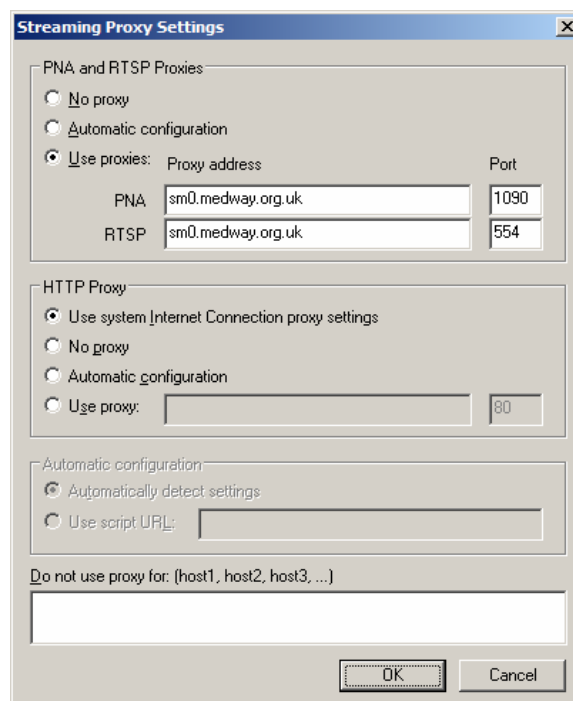 Streaming Proxy Settings
PNA and RTSP Proxies
No proxy
Automatic configuration
Use proxies: Proxy address Port
PNA sm0.medway.org.uk 1090
RTSP sm0.medway.org.uk 554
HTTP Proxy
Use system Internet Connection proxy settings
No proxy
Automatic configuration
Use proxy: 80
Automatic configuration
Automatically detect settings
Use script URL:
Do not use proxy for: (host1, host2, host3, ...)
OK Cancel